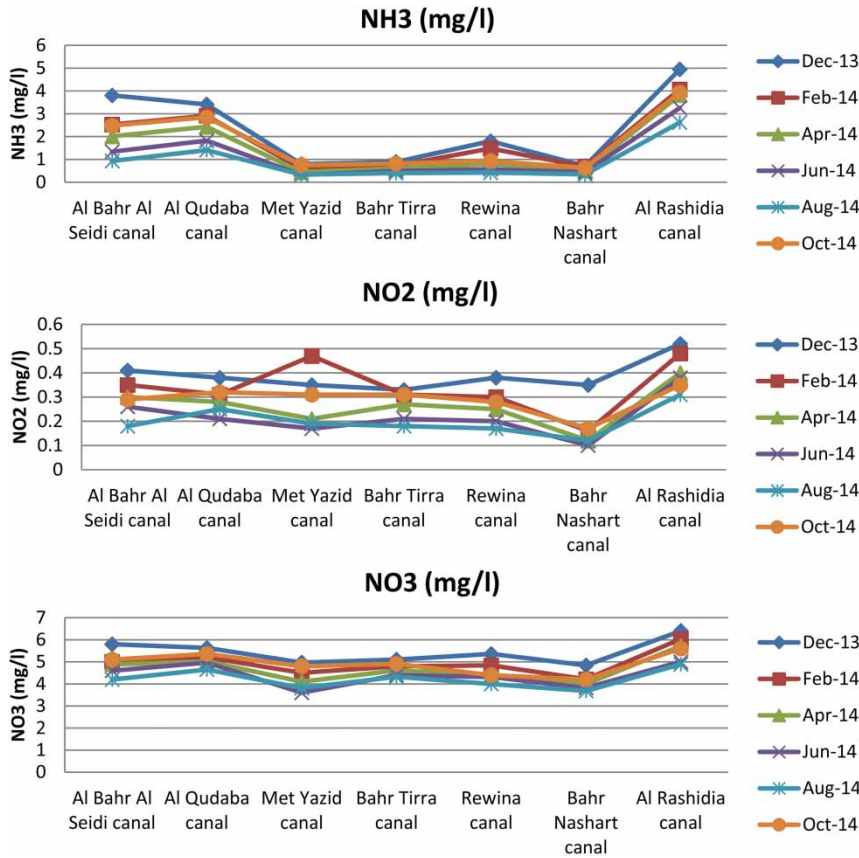 NH3 (mg/l)
NH3 (mg/l)
6
5
4
3
2
1
0
Al Bahr Al Seidi canal
Al Qudaba canal
Met Yazid canal
Bahr Tirra canal
Rewina canal
Bahr Nashart canal
Al Rashidia canal
Dec-13
Feb-14
Apr-14
Jun-14
Aug-14
Oct-14
NO2 (mg/l)
NO2 (mg/l)
0.6
0.5
0.4
0.3
0.2
0.1
0
Al Bahr Al Seidi canal
Al Qudaba canal
Met Yazid canal
Bahr Tirra canal
Rewina canal
Bahr Nashart canal
Al Rashidia canal
Dec-13
Feb-14
Apr-14
Jun-14
Aug-14
Oct-14
NO3 (mg/l)
NO3 (mg/l)
7
6
5
4
3
2
1
0
Al Bahr Al Seidi canal
Al Qudaba canal
Met Yazid canal
Bahr Tirra canal
Rewina canal
Bahr Nashart canal
Al Rashidia canal
Dec-13
Feb-14
Apr-14
Jun-14
Aug-14
Oct-14